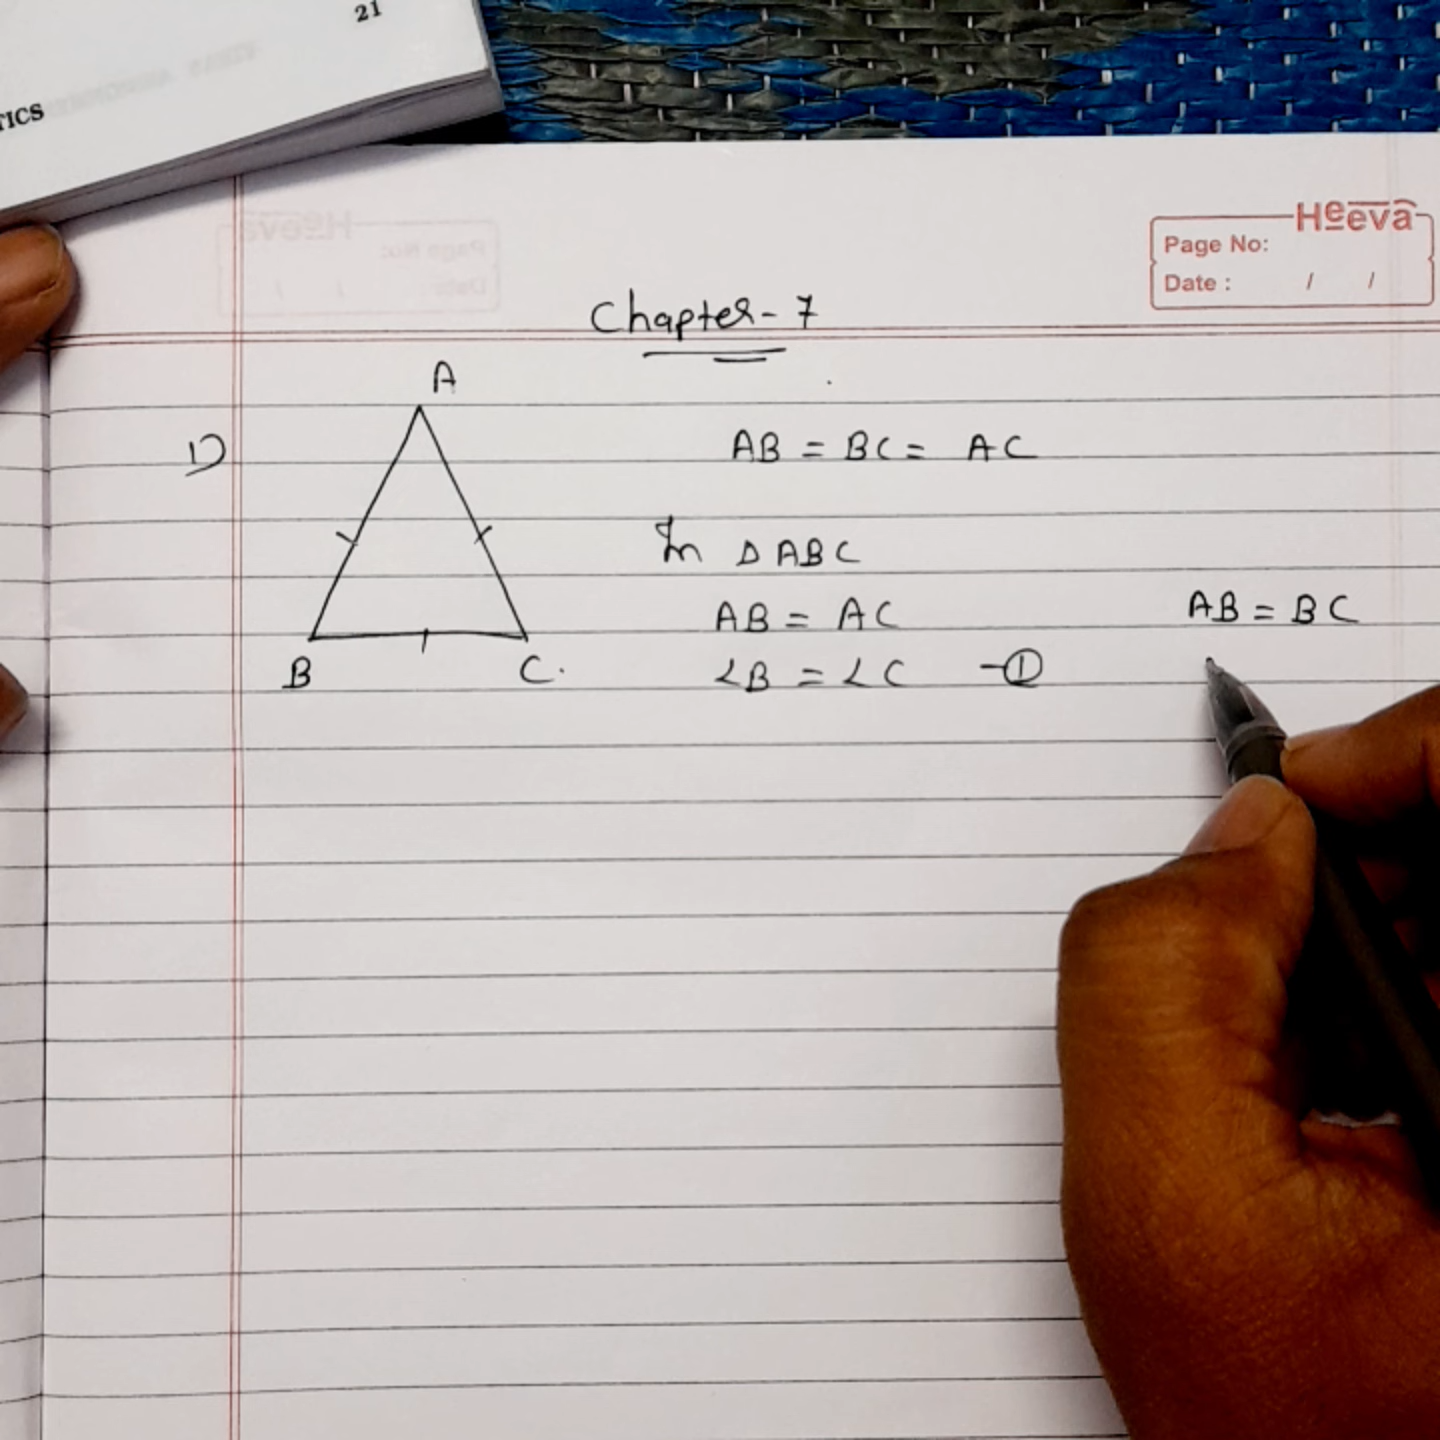 21
TICS
Heeva
Page No:
Date : / /
Chapter - 7
1)
A
B
C.
AB = BC = AC
In Δ ABC
AB = AC
∠B = ∠C —①
AB = BC